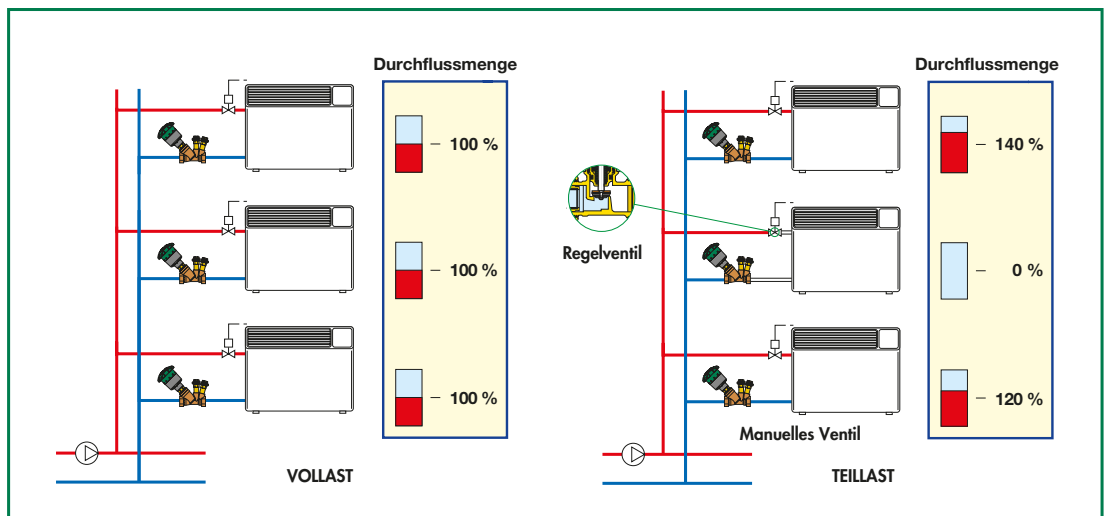 Durchflussmenge
100 %
100 %
100 %
VOLLAST
Durchflussmenge
140 %
Regelventil
0 %
120 %
Manuelles Ventil
TEILLAST